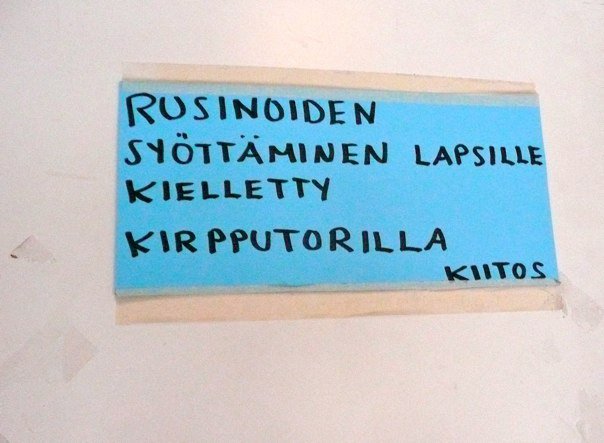 RUSINOIDEN
SYÖTTÄMINEN LAPSILLE
KIELLETTY
KIRPPUTORILLA
KIITOS